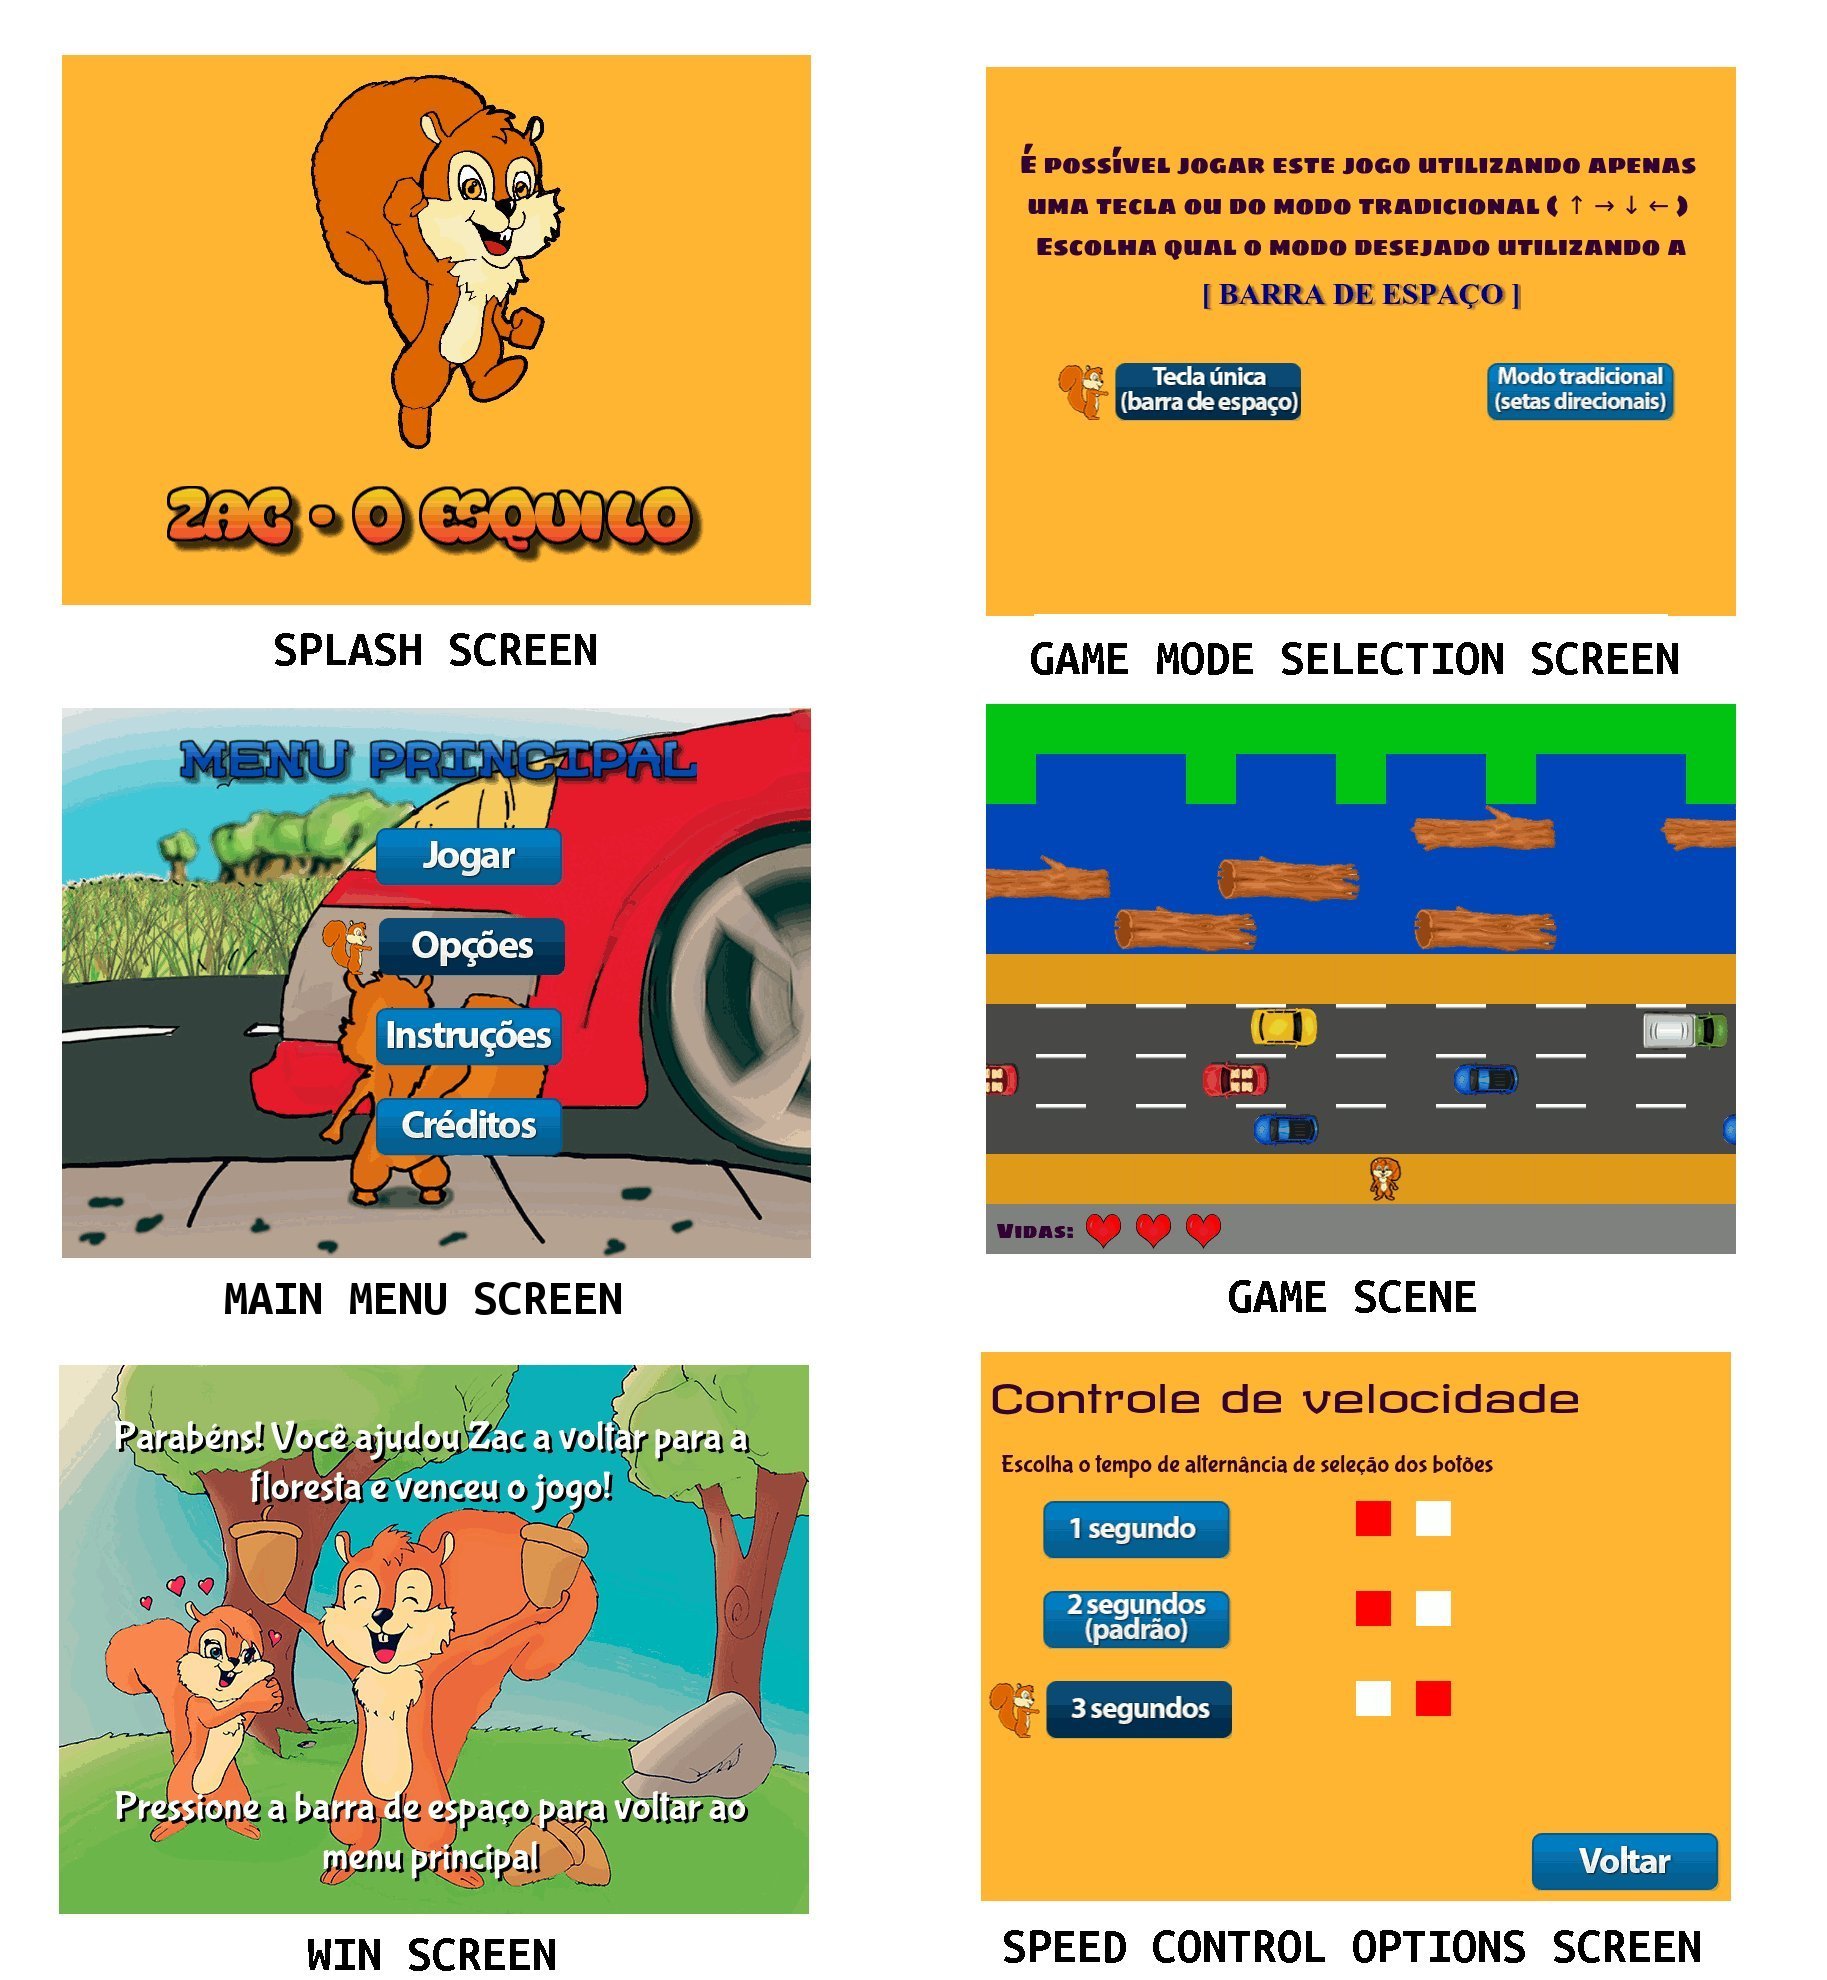 ZAC - O ESQUILO
SPLASH SCREEN
É POSSÍVEL JOGAR ESTE JOGO UTILIZANDO APENAS
UMA TECLA OU DO MODO TRADICIONAL ( ↑ → ↓ ← )
ESCOLHA QUAL O MODO DESEJADO UTILIZANDO A
[ BARRA DE ESPAÇO ]
Tecla única
(barra de espaço)
Modo tradicional
(setas direcionais)
GAME MODE SELECTION SCREEN
MENU PRINCIPAL
Jogar
Opções
Instruções
Créditos
MAIN MENU SCREEN
VIDAS:
GAME SCENE
Parabéns! Você ajudou Zac a voltar para a
floresta e venceu o jogo!
Pressione a barra de espaço para voltar ao
menu principal
WIN SCREEN
Controle de velocidade
Escolha o tempo de alternância de seleção dos botões
1 segundo
2 segundos
(padrão)
3 segundos
Voltar
SPEED CONTROL OPTIONS SCREEN